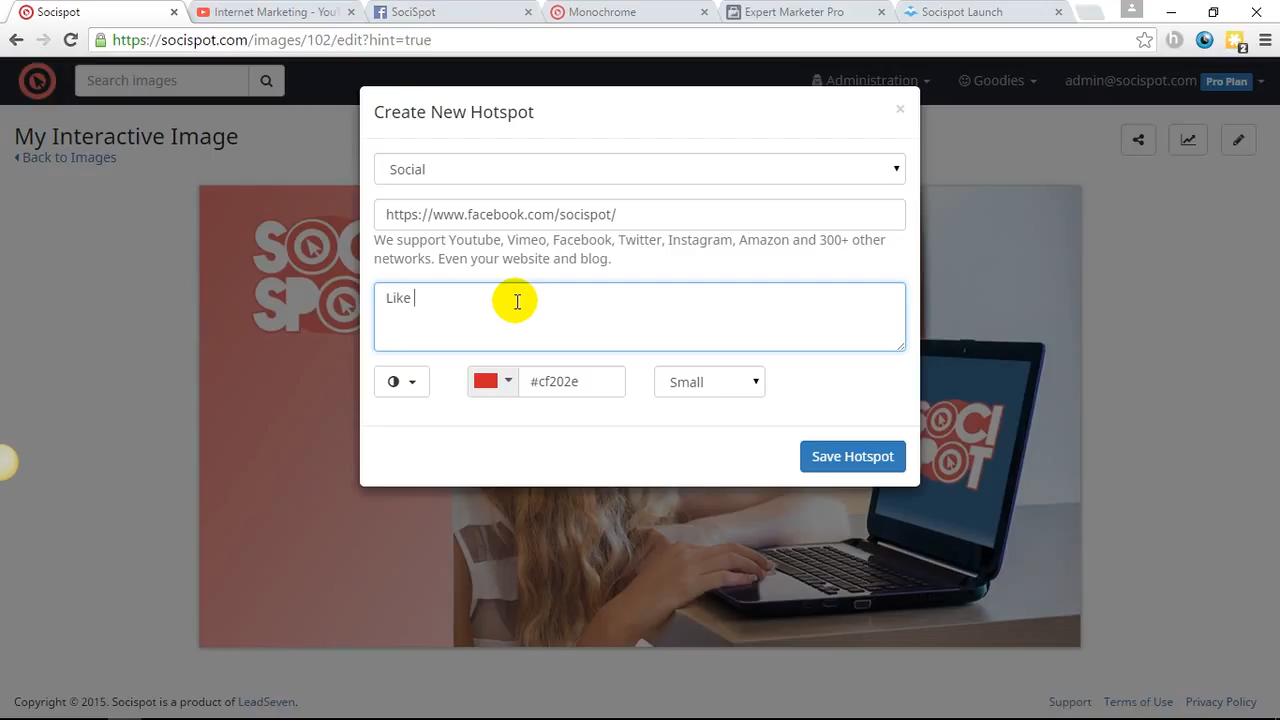 Socispot
Internet Marketing - You
SociSpot
Monochrome
Expert Marketer Pro
Socispot Launch
https://socispot.com/images/102/edit?hint=true
2
Search images
Administration
Goodies
admin@socispot.com Pro Plan
Create New Hotspot
My Interactive Image
Back to Images
Social
https://www.facebook.com/socispot/
We support Youtube, Vimeo, Facebook, Twitter, Instagram, Amazon and 300+ other
networks. Even your website and blog.
Like
#cf202e
Small
Save Hotspot
SOCI
SPOT
SOCI
SPOT
Copyright © 2015. Socispot is a product of LeadSeven.
Support
Terms of Use
Privacy Policy